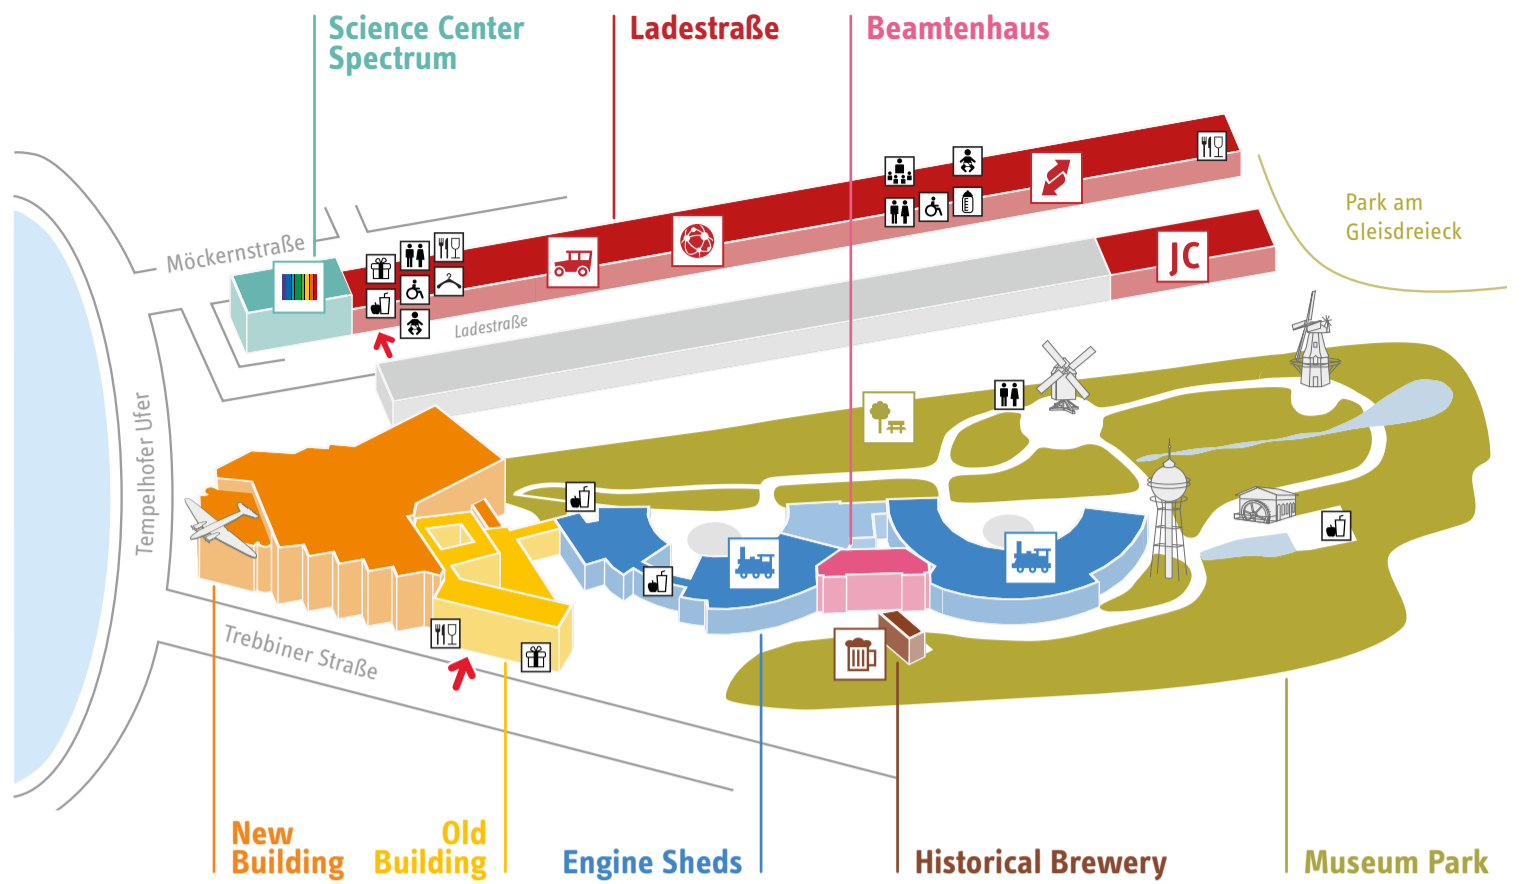 Science Center
Spectrum
Ladestraße
Beamtenhaus
Park am
Gleisdreieck
Möckernstraße
JC
Ladestraße
Tempelhofer Ufer
Trebbiner Straße
New
Building
Old
Building
Engine Sheds
Historical Brewery
Museum Park